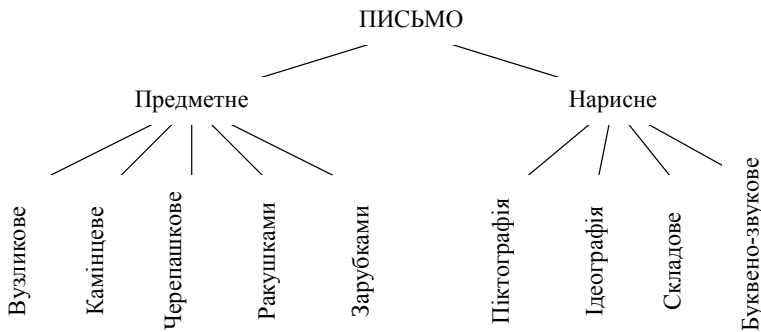 ПИСЬМО
Предметне
Нарисне
Вузликове
Камінцеве
Черепашкове
Ракушками
Зарубками
Піктографія
Ідеографія
Складове
Буквено-звукове